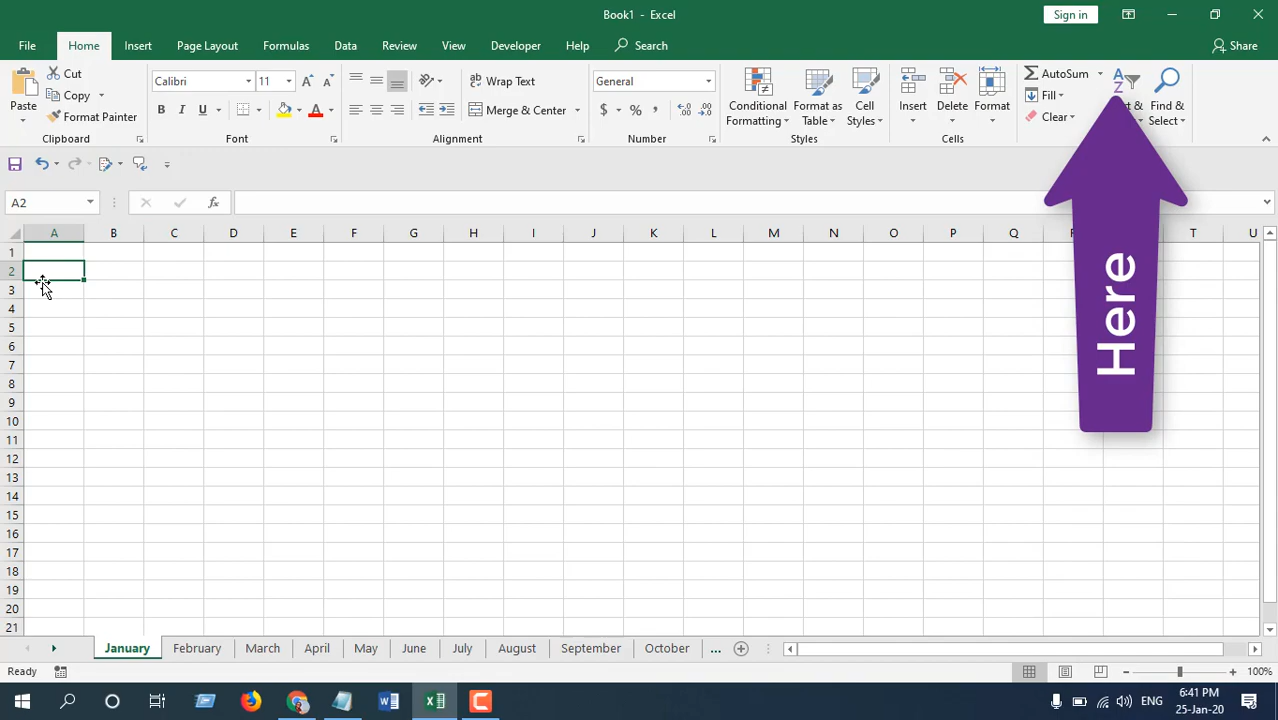 Book1 - Excel
Sign in
File Home Insert Page Layout Formulas Data Review View Developer Help Search Share
Paste
Cut
Copy
Format Painter
Clipboard
Calibri 11
B I U
Font
Wrap Text
Merge & Center
Alignment
General
$ % ,
Number
Conditional Formatting
Format as Table
Cell Styles
Styles
Insert
Delete
Format
Cells
AutoSum
Fill
Clear
A
Z
&
Find & Select
A2
fx
A B C D E F G H I J K L M N O P Q T U
1
2
3
4
5
6
7
8
9
10
11
12
13
14
15
16
17
18
19
20
21
Here
January February March April May June July August September October ...
Ready
100%
ENG
6:41 PM
25-Jan-20